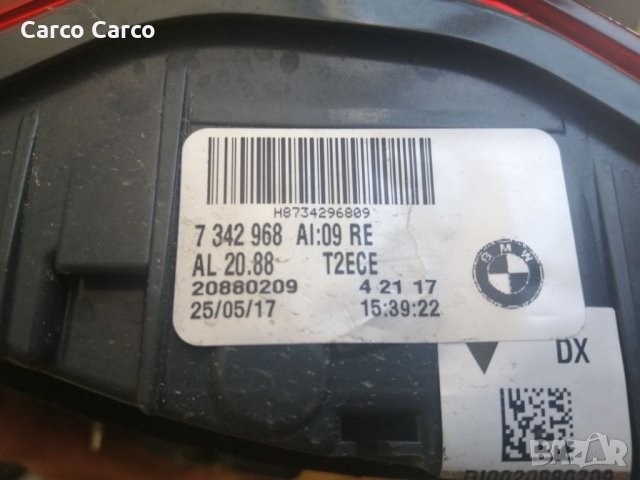 Carco Carco
H8734296809
7 342 968 AI:09 RE
AL 20.88 T2ECE
20880209 4 21 17
25/05/17 15:39:22
BMW
DX
BAZAR